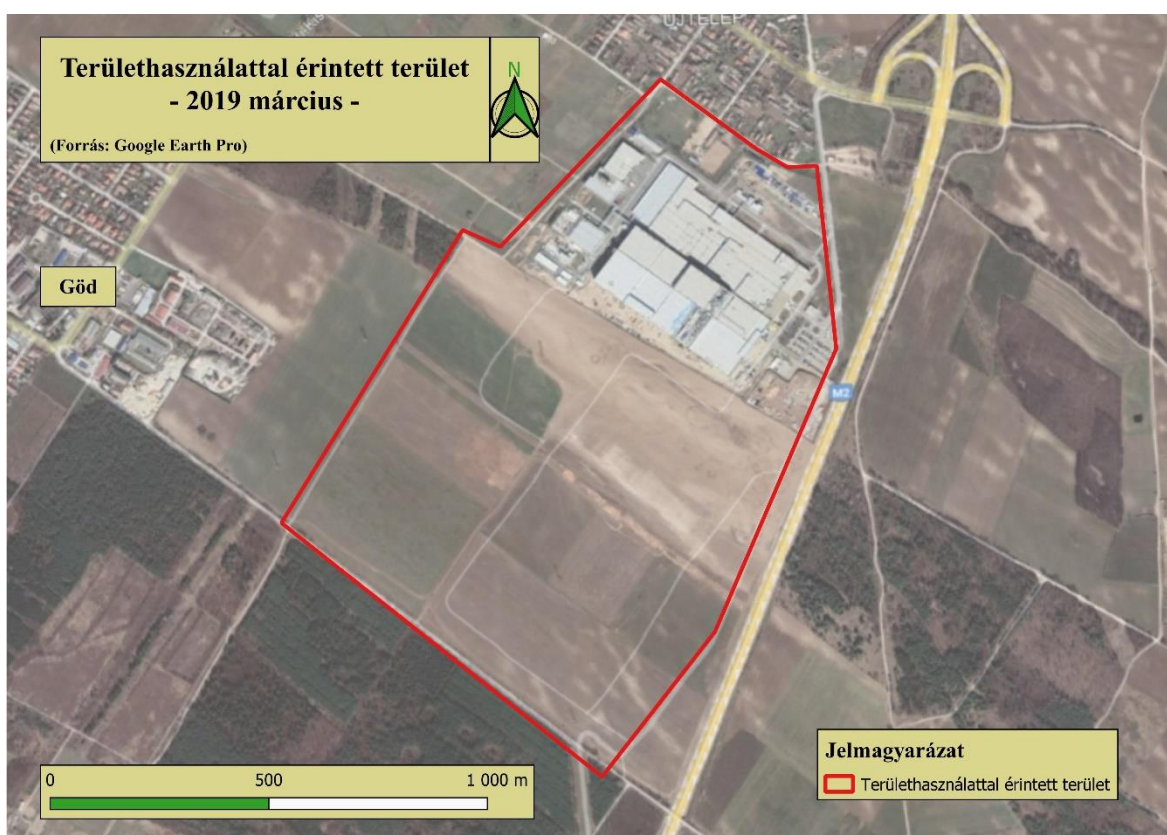 ÚJTELEP
Területhasználattal érintett terület
- 2019 március -
(Forrás: Google Earth Pro)
N
Göd
M2
0 500 1 000 m
Jelmagyarázat
Területhasználattal érintett terület